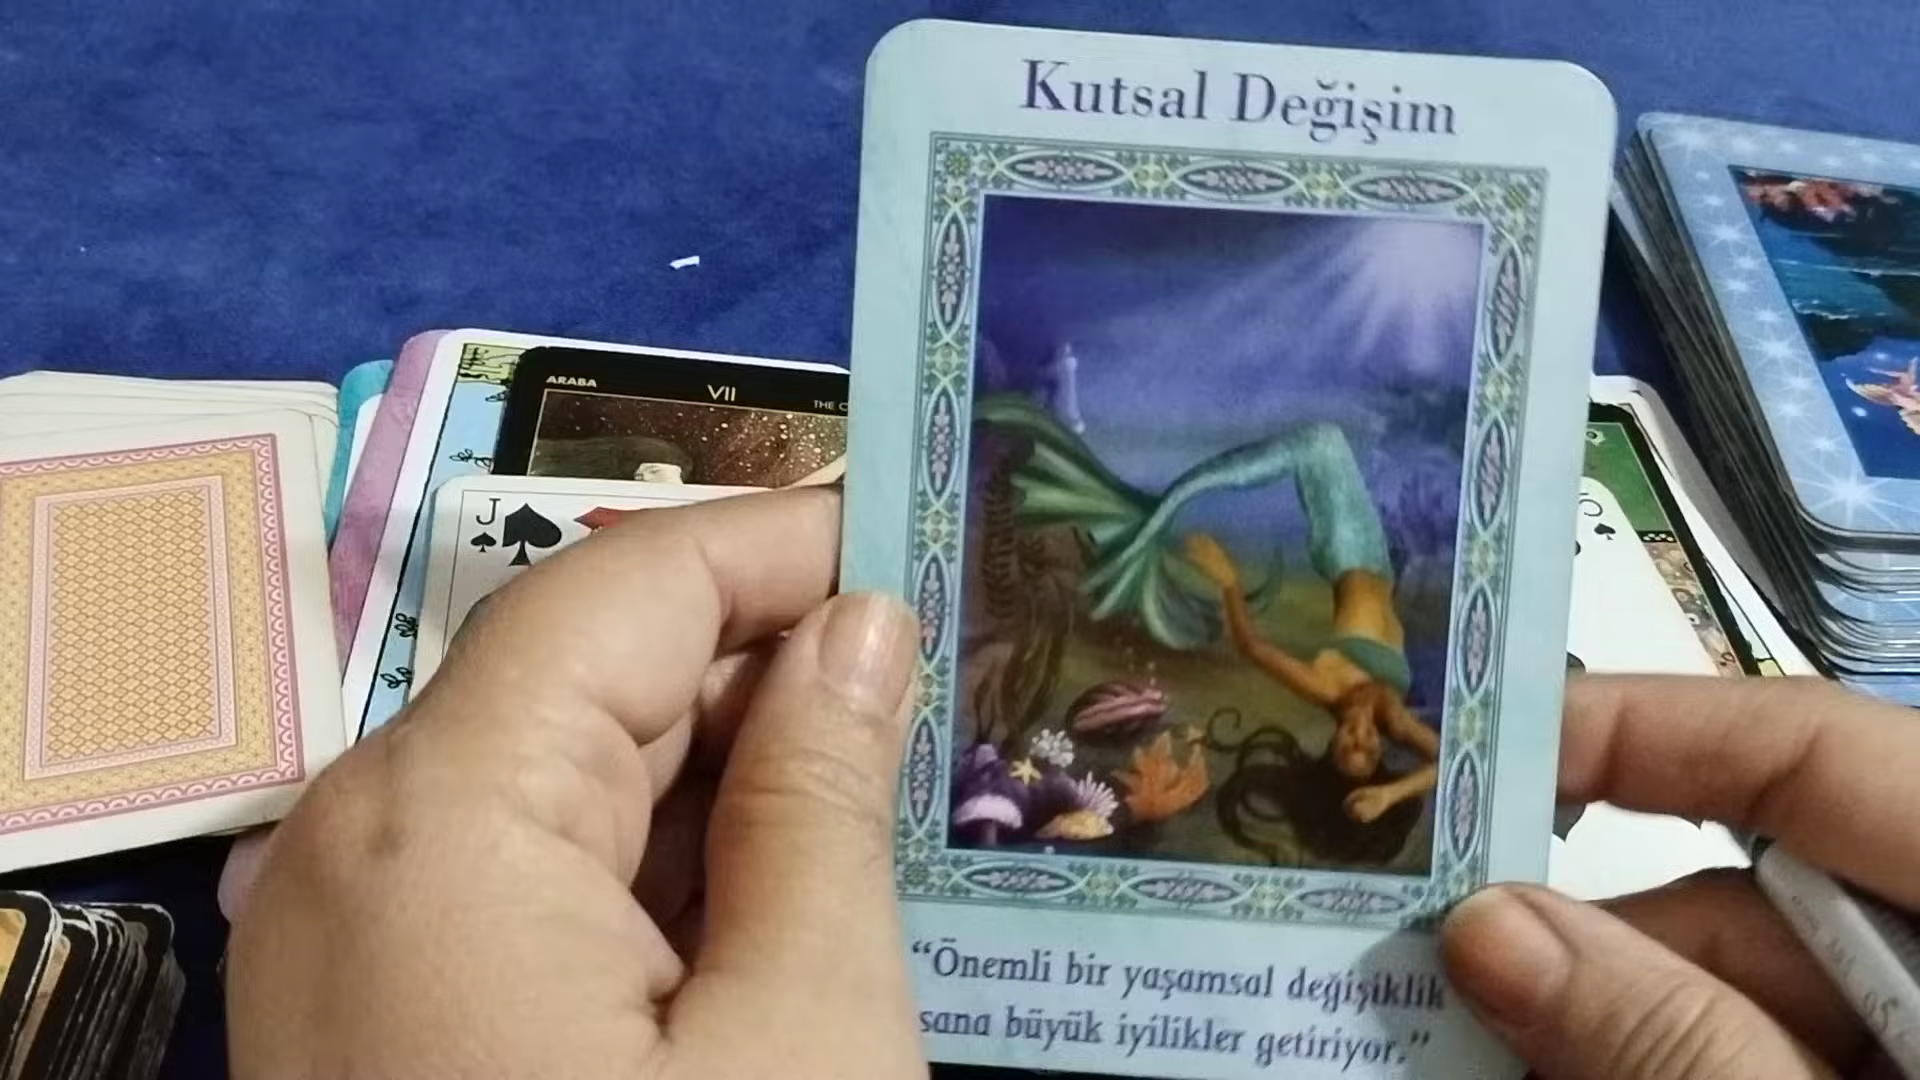 Kutsal Değişim
ARABA
VII
THE
J
"Önemli bir yaşamsal değişiklik
sana büyük iyilikler getiriyor."